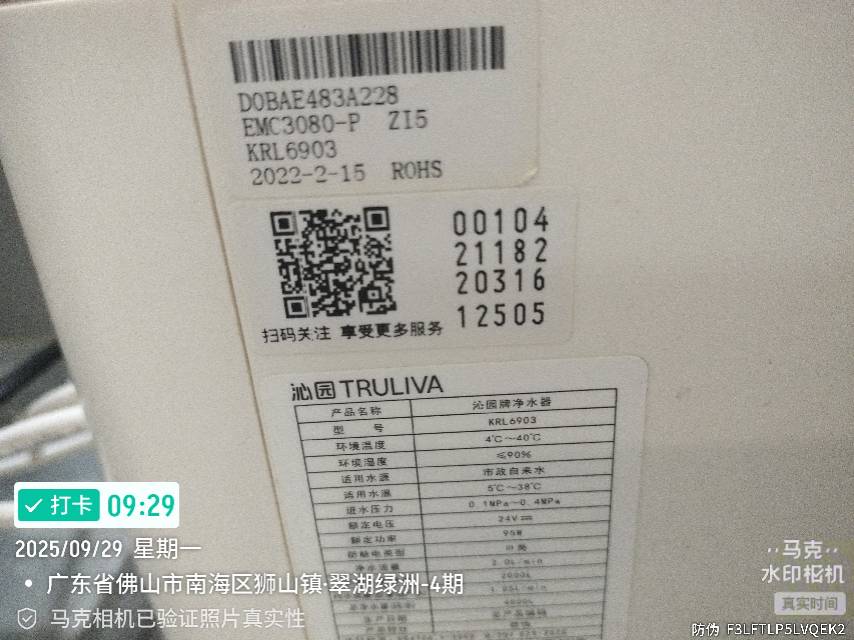 D0BAE483A228
EMC3080-P ZI5
KRL6903
2022-2-15 ROHS
00104
21182
20316
12505
扫码关注 享受更多服务
沁园 TRULIVA
产品名称 沁园牌净水器
型 号 KRL6903
环境温度 4℃～40℃
环境湿度 ≤90%
适用水源 市政自来水
适用水温 5℃～38℃
进水压力 0.1MPa～0.4MPa
额定电压 24V
额定功率 95W
防触电类型 III类
净水流量 2.0L/min
打卡 09:29
2025/09/29 星期一
广东省佛山市南海区狮山镇·翠湖绿洲-4期
马克相机已验证照片真实性
马克
水印相机
真实时间
防伪 F3LFTLP5LVQEK2